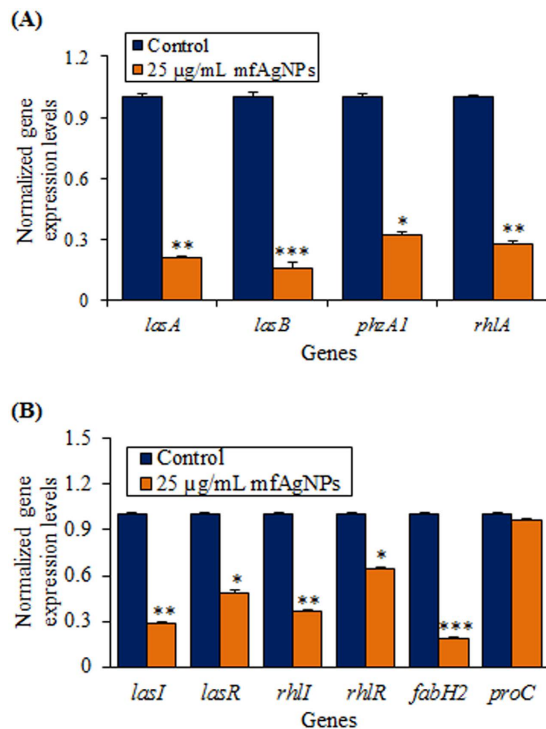 (A)
Control
25 µg/mL mfAgNPs
Normalized gene
expression levels
1.2
0.9
0.6
0.3
0
**
***
*
**
lasA lasB phzA1 rhlA
Genes
(B)
Control
25 µg/mL mfAgNPs
Normalized gene
expression levels
1.5
1.2
0.9
0.6
0.3
0
**
*
**
*
***
lasI lasR rhlI rhlR fabH2 proC
Genes